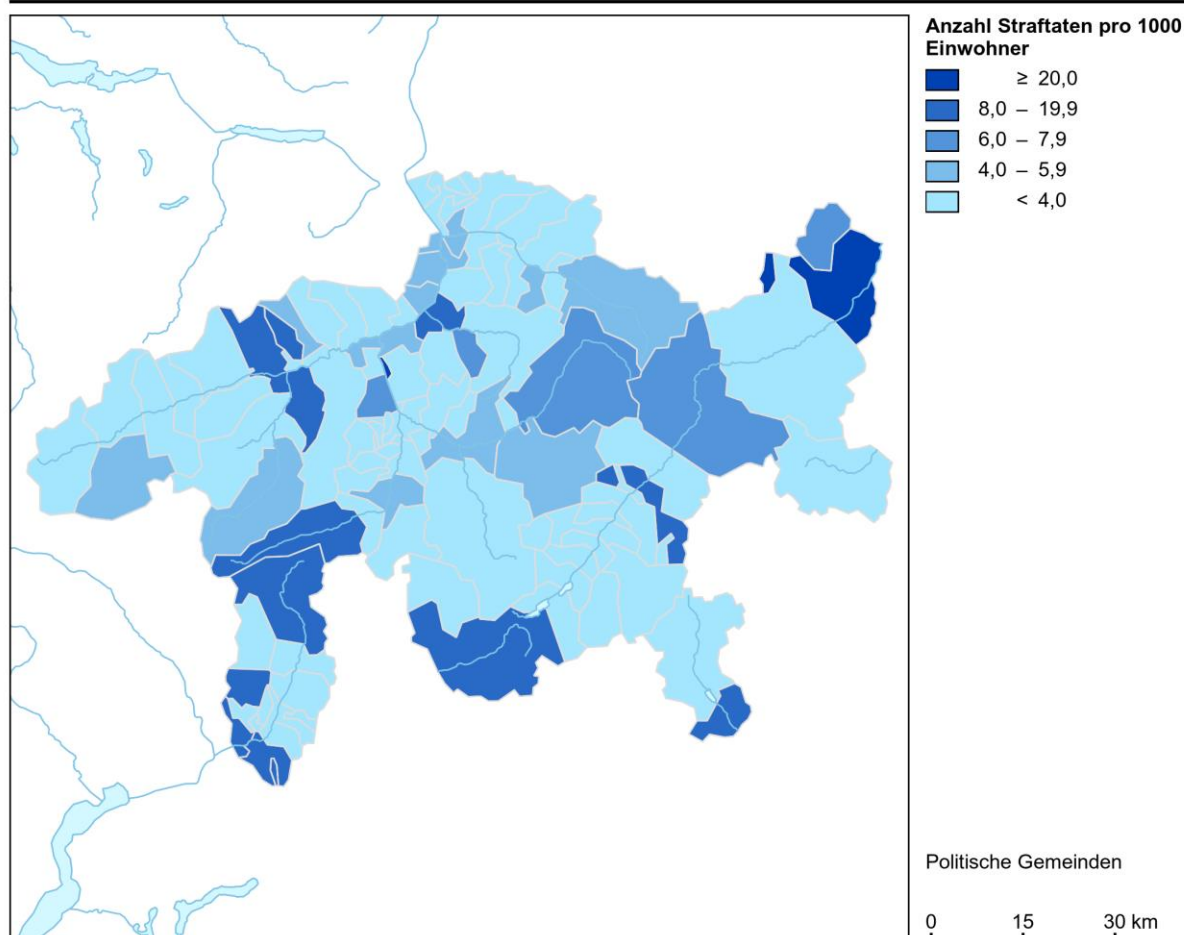 Anzahl Straftaten pro 1000
Einwohner
≥ 20,0
8,0 – 19,9
6,0 – 7,9
4,0 – 5,9
< 4,0
Politische Gemeinden
0 15 30 km